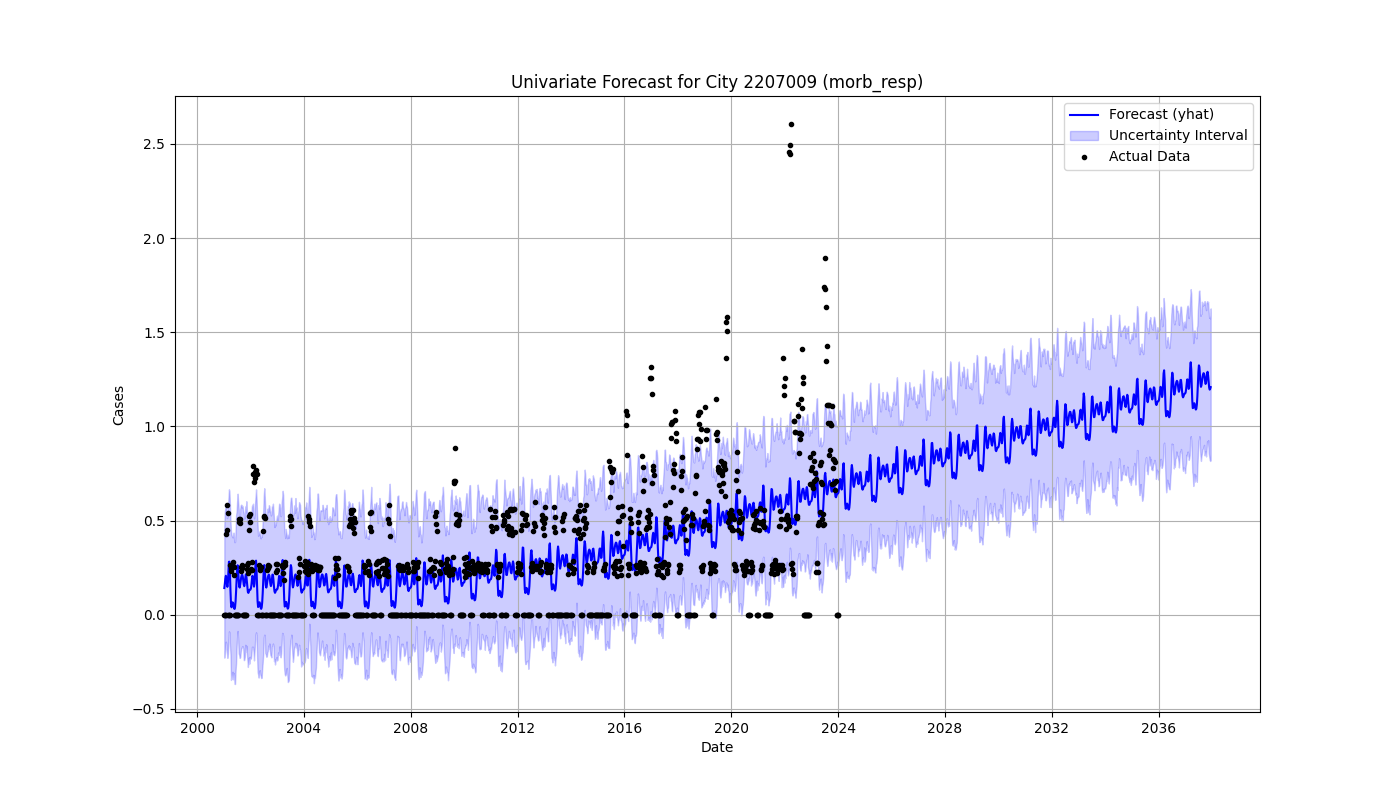 Univariate Forecast for City 2207009 (morb_resp)
Forecast (yhat)
Uncertainty Interval
Actual Data
2.5
2.0
1.5
1.0
0.5
0.0
−0.5
Cases
2000 2004 2008 2012 2016 2020 2024 2028 2032 2036
Date